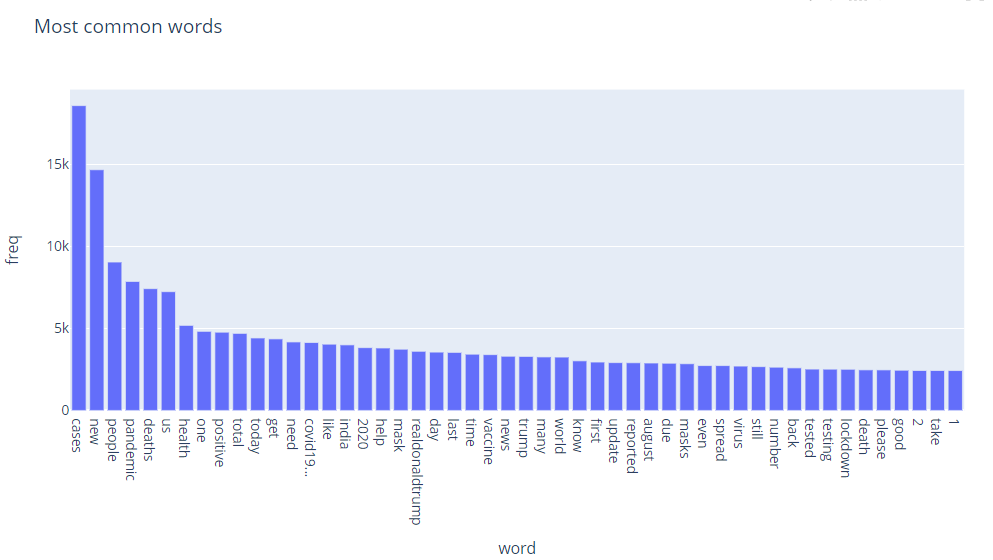 Most common words
freq
15k
10k
5k
0
cases
new
people
pandemic
deaths
us
health
one
positive
total
today
get
need
covid19...
like
india
2020
help
mask
realdonaldtrump
day
last
time
vaccine
news
trump
many
world
know
first
update
reported
august
due
masks
even
spread
virus
still
number
back
tested
testing
lockdown
death
please
good
2
take
1
word